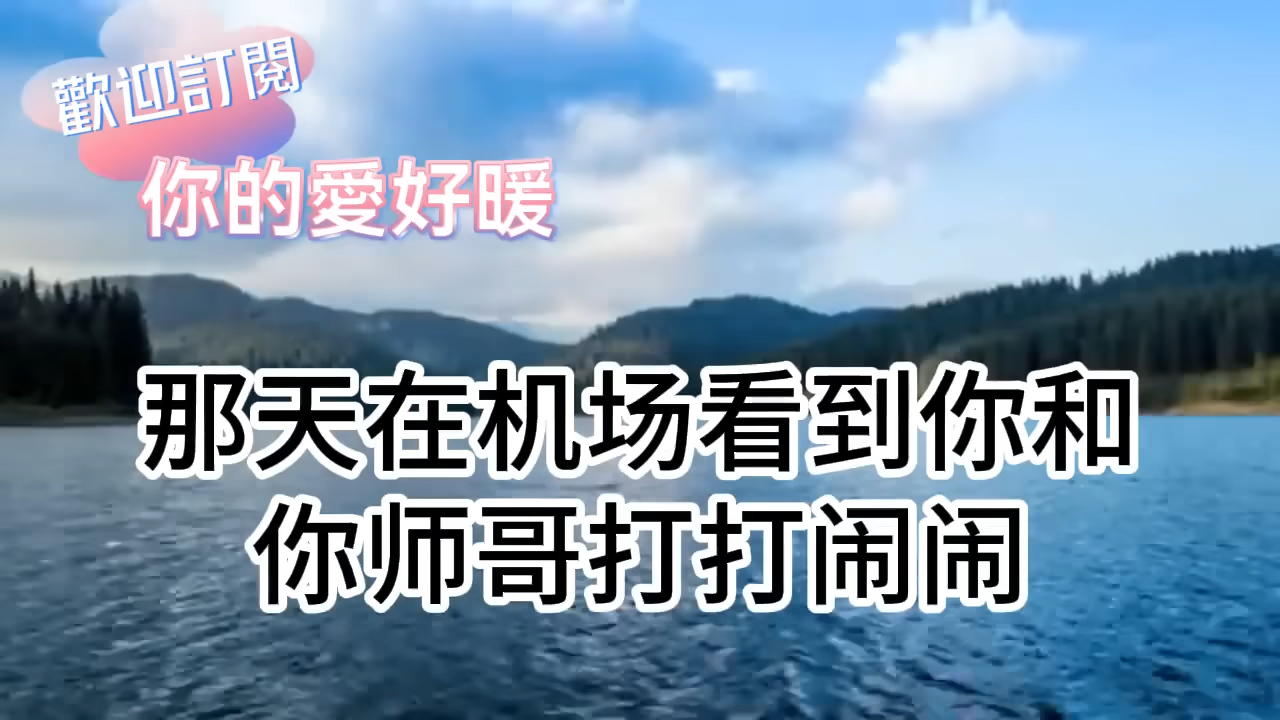 歡迎訂閱
你的愛好暖
那天在机场看到你和
你师哥打打闹闹